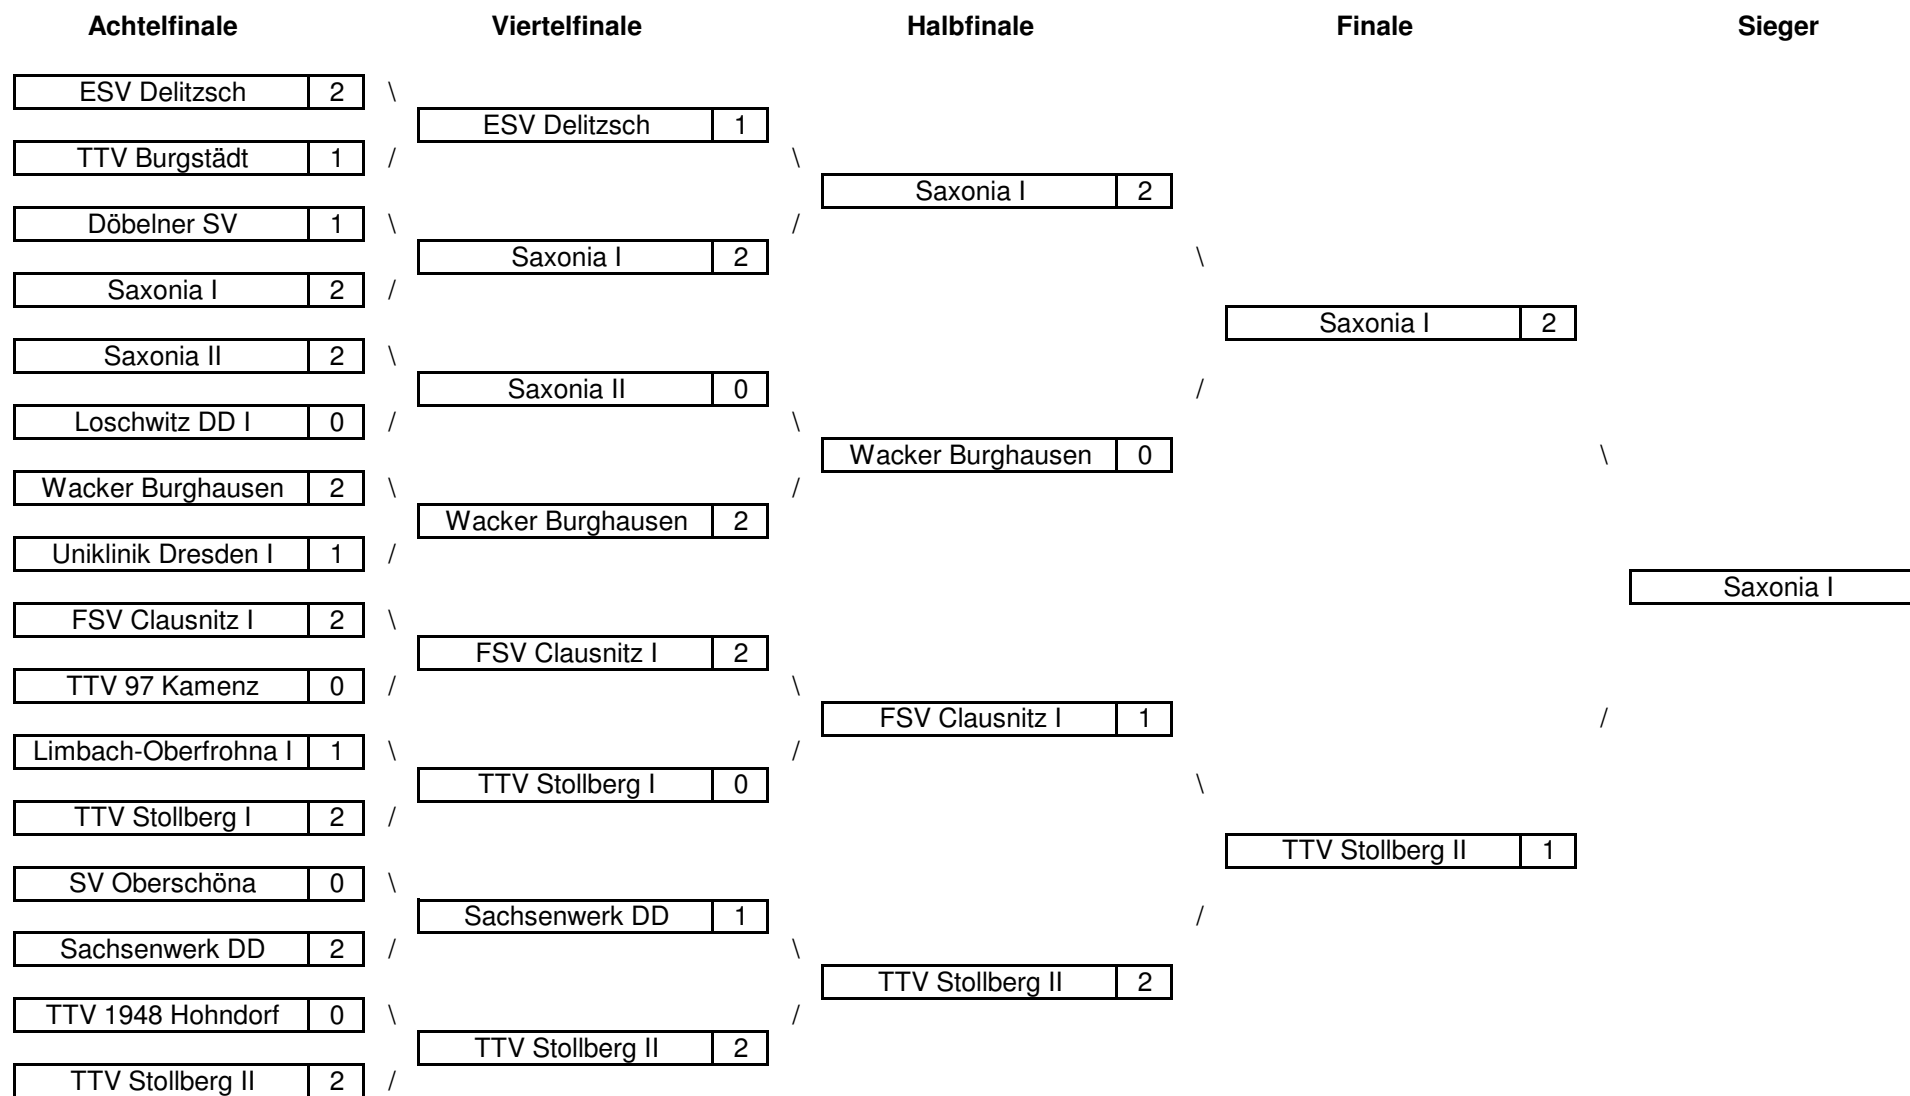 Achtelfinale Viertelfinale Halbfinale Finale Sieger
ESV Delitzsch 2 \
ESV Delitzsch 1
TTV Burgstädt 1 / \
Saxonia I 2
Döbelner SV 1 \ /
Saxonia I 2 \
Saxonia I 2 /
Saxonia I 2
Saxonia II 2 \
Saxonia II 0 /
Loschwitz DD I 0 / \
Wacker Burghausen 0 \
Wacker Burghausen 2 \ /
Wacker Burghausen 2
Uniklinik Dresden I 1 /
Saxonia I
FSV Clausnitz I 2 \
FSV Clausnitz I 2
TTV 97 Kamenz 0 / \
FSV Clausnitz I 1 /
Limbach-Oberfrohna I 1 \ /
TTV Stollberg I 0 \
TTV Stollberg I 2 /
TTV Stollberg II 1
SV Oberschöna 0 \
Sachsenwerk DD 1 /
Sachsenwerk DD 2 / \
TTV Stollberg II 2
TTV 1948 Hohndorf 0 \ /
TTV Stollberg II 2
TTV Stollberg II 2 /